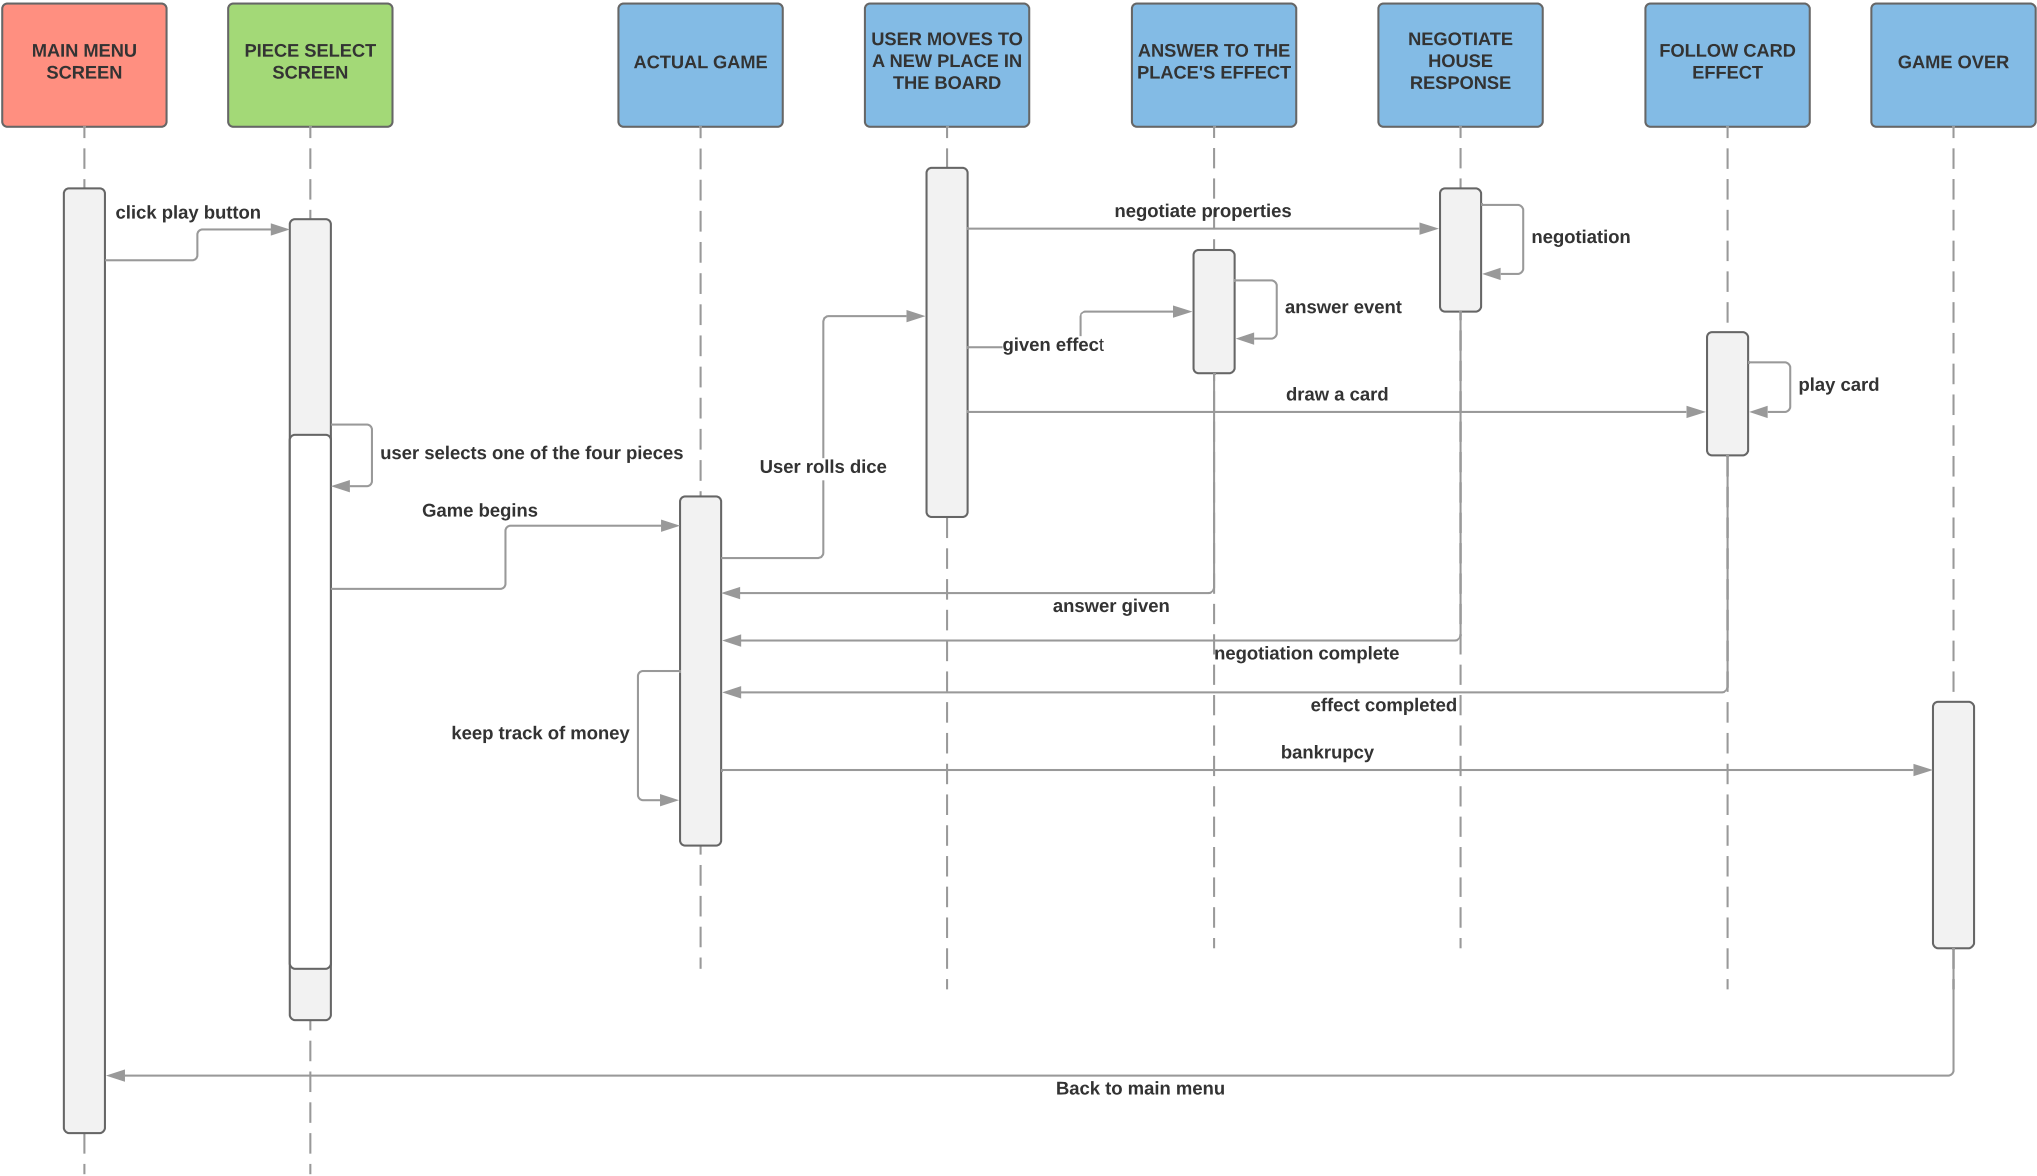 MAIN MENU
SCREEN
PIECE SELECT
SCREEN
ACTUAL GAME
USER MOVES TO
A NEW PLACE IN
THE BOARD
ANSWER TO THE
PLACE'S EFFECT
NEGOTIATE
HOUSE
RESPONSE
FOLLOW CARD
EFFECT
GAME OVER
click play button
negotiate properties
negotiation
answer event
given effect
play card
draw a card
user selects one of the four pieces
User rolls dice
Game begins
answer given
negotiation complete
effect completed
keep track of money
bankrupcy
Back to main menu